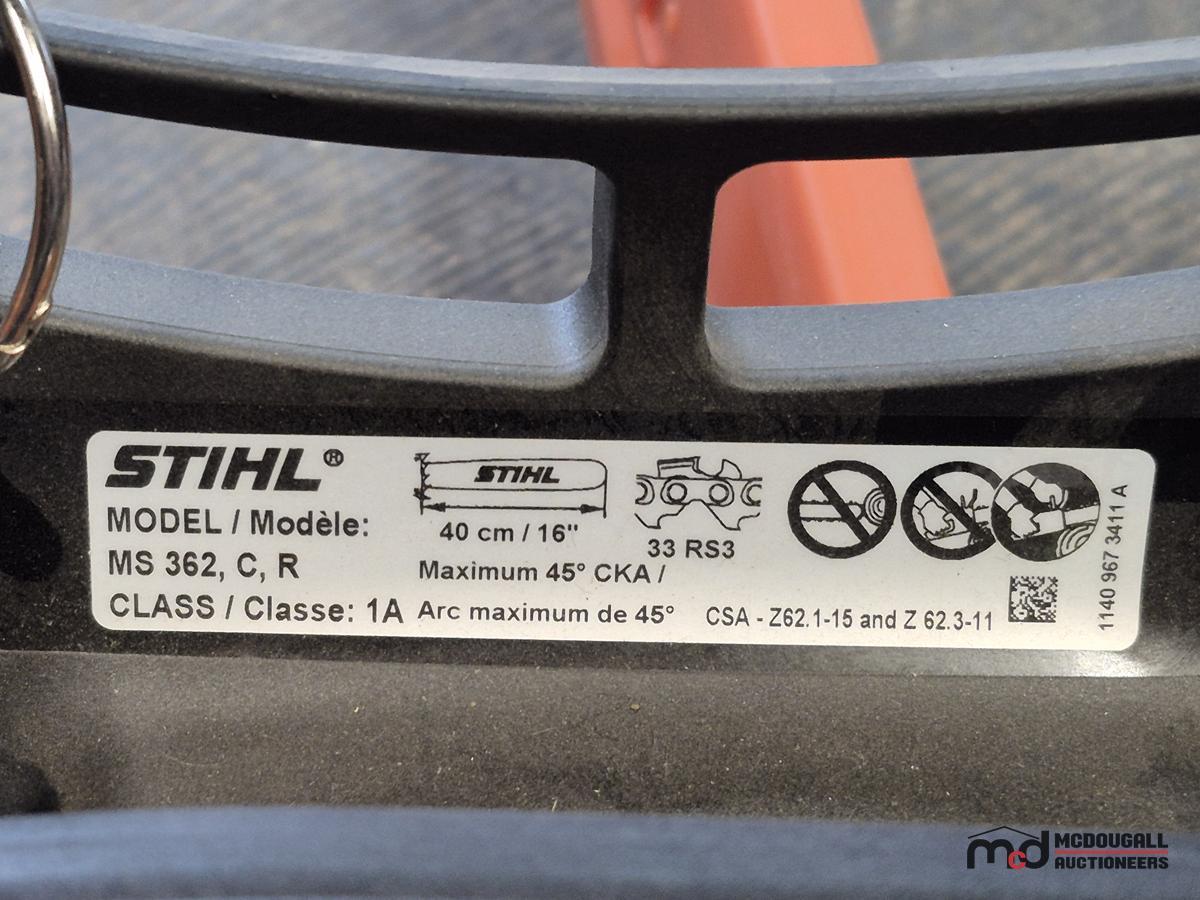 STIHL®
MODEL / Modèle:
MS 362, C, R
CLASS / Classe: 1A
STIHL
40 cm / 16"
Maximum 45° CKA /
Arc maximum de 45°
33 RS3
CSA - Z62.1-15 and Z 62.3-11
1140 967 3411 A
mcd MCDOUGALL
AUCTIONEERS